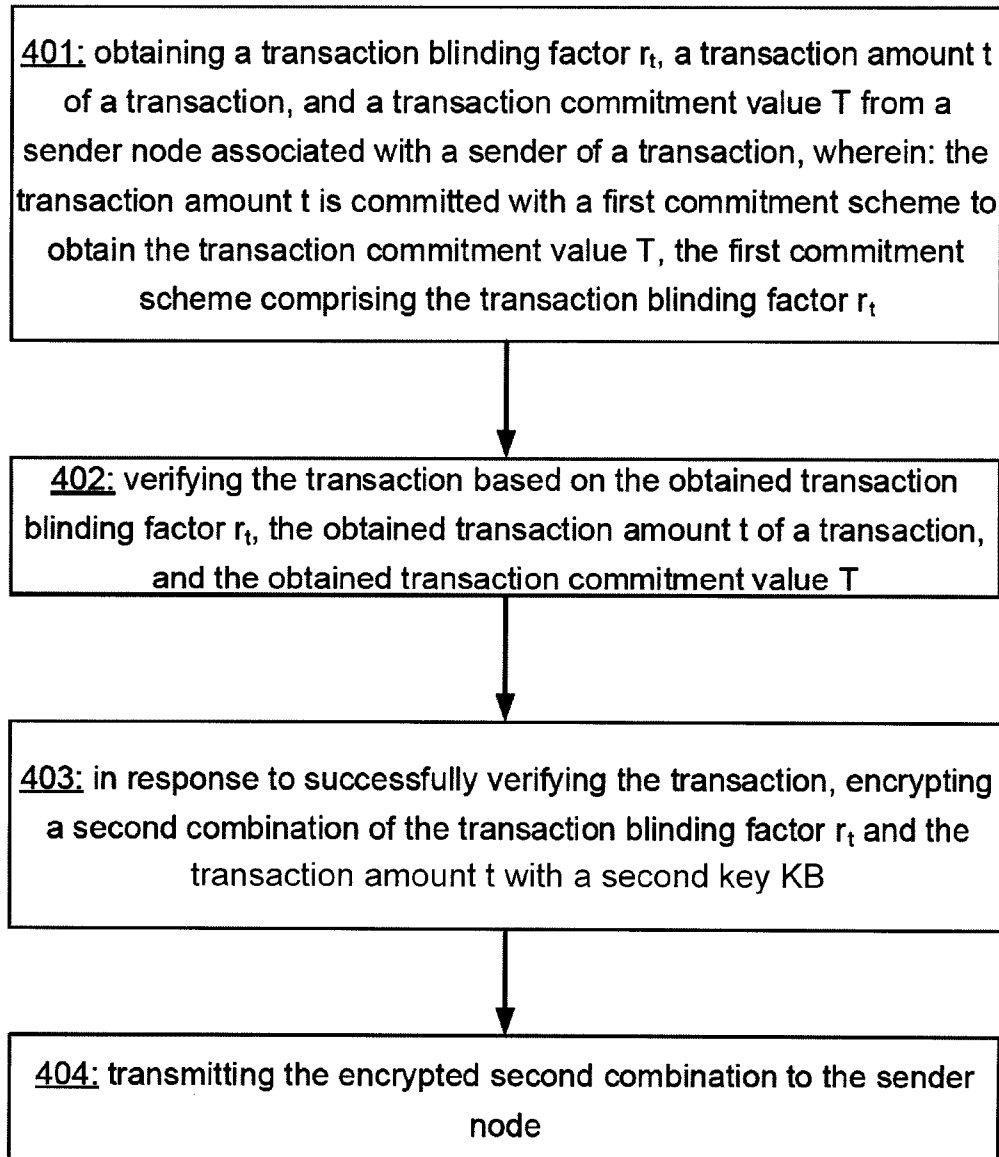 401: obtaining a transaction blinding factor rt, a transaction amount t
of a transaction, and a transaction commitment value T from a
sender node associated with a sender of a transaction, wherein: the
transaction amount t is committed with a first commitment scheme to
obtain the transaction commitment value T, the first commitment
scheme comprising the transaction blinding factor rt
402: verifying the transaction based on the obtained transaction
blinding factor rt, the obtained transaction amount t of a transaction,
and the obtained transaction commitment value T
403: in response to successfully verifying the transaction, encrypting
a second combination of the transaction blinding factor rt and the
transaction amount t with a second key KB
404: transmitting the encrypted second combination to the sender
node